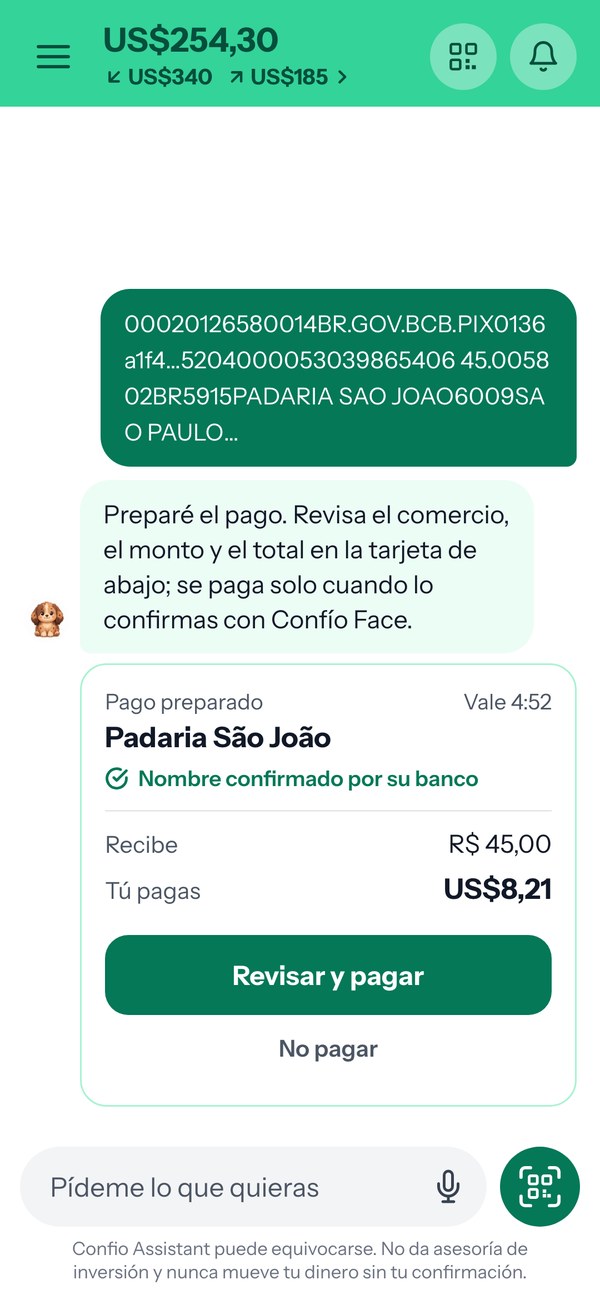 US$254,30
US$340 US$185
00020126580014BR.GOV.BCB.PIX0136
a1f4...5204000053039865406 45.0058
02BR5915PADARIA SAO JOAO6009SA
O PAULO...
Preparé el pago. Revisa el comercio,
el monto y el total en la tarjeta de
abajo; se paga solo cuando lo
confirmas con Confío Face.
Pago preparado Vale 4:52
Padaria São João
Nombre confirmado por su banco
Recibe R$ 45,00
Tú pagas US$8,21
Revisar y pagar
No pagar
Pídeme lo que quieras
Confio Assistant puede equivocarse. No da asesoría de
inversión y nunca mueve tu dinero sin tu confirmación.